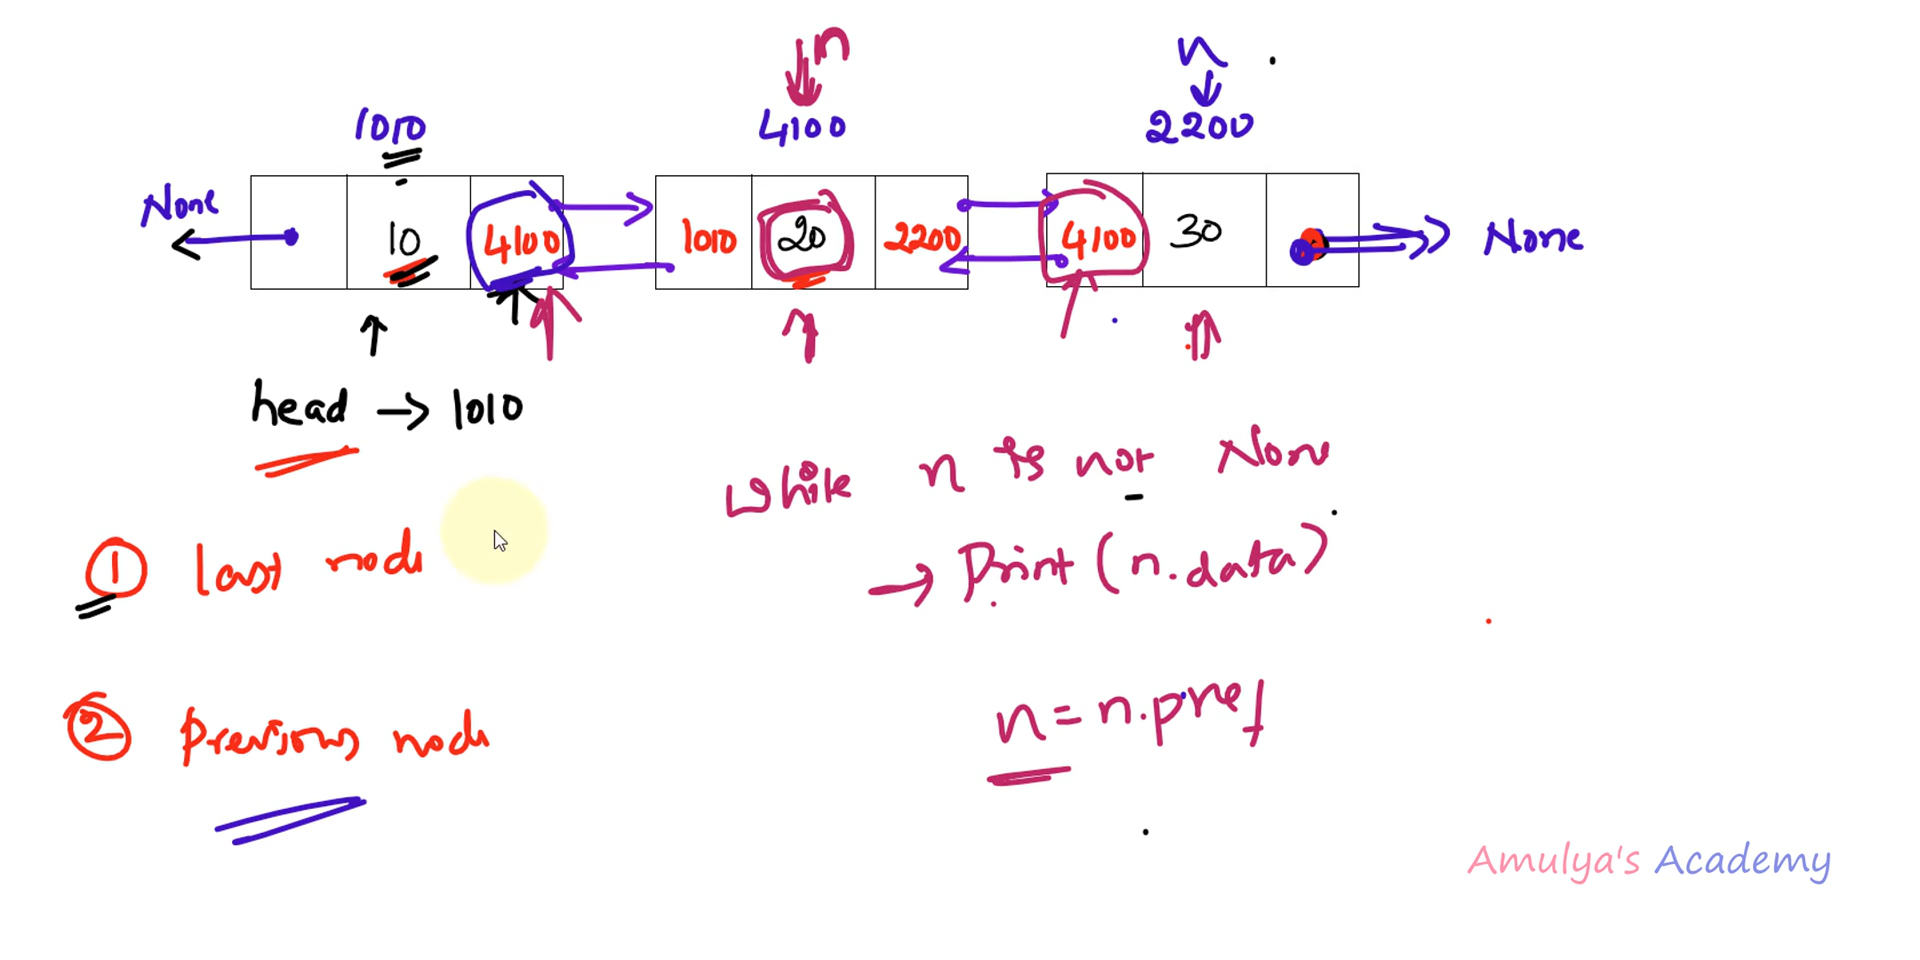 n n
1010 4100 2200
None 10 4100 1010 20 2200 4100 30 None
head → 1010
while n is not None
① last node
→ Print (n.data)
② Previous node
n = n.pref
Amulya's Academy